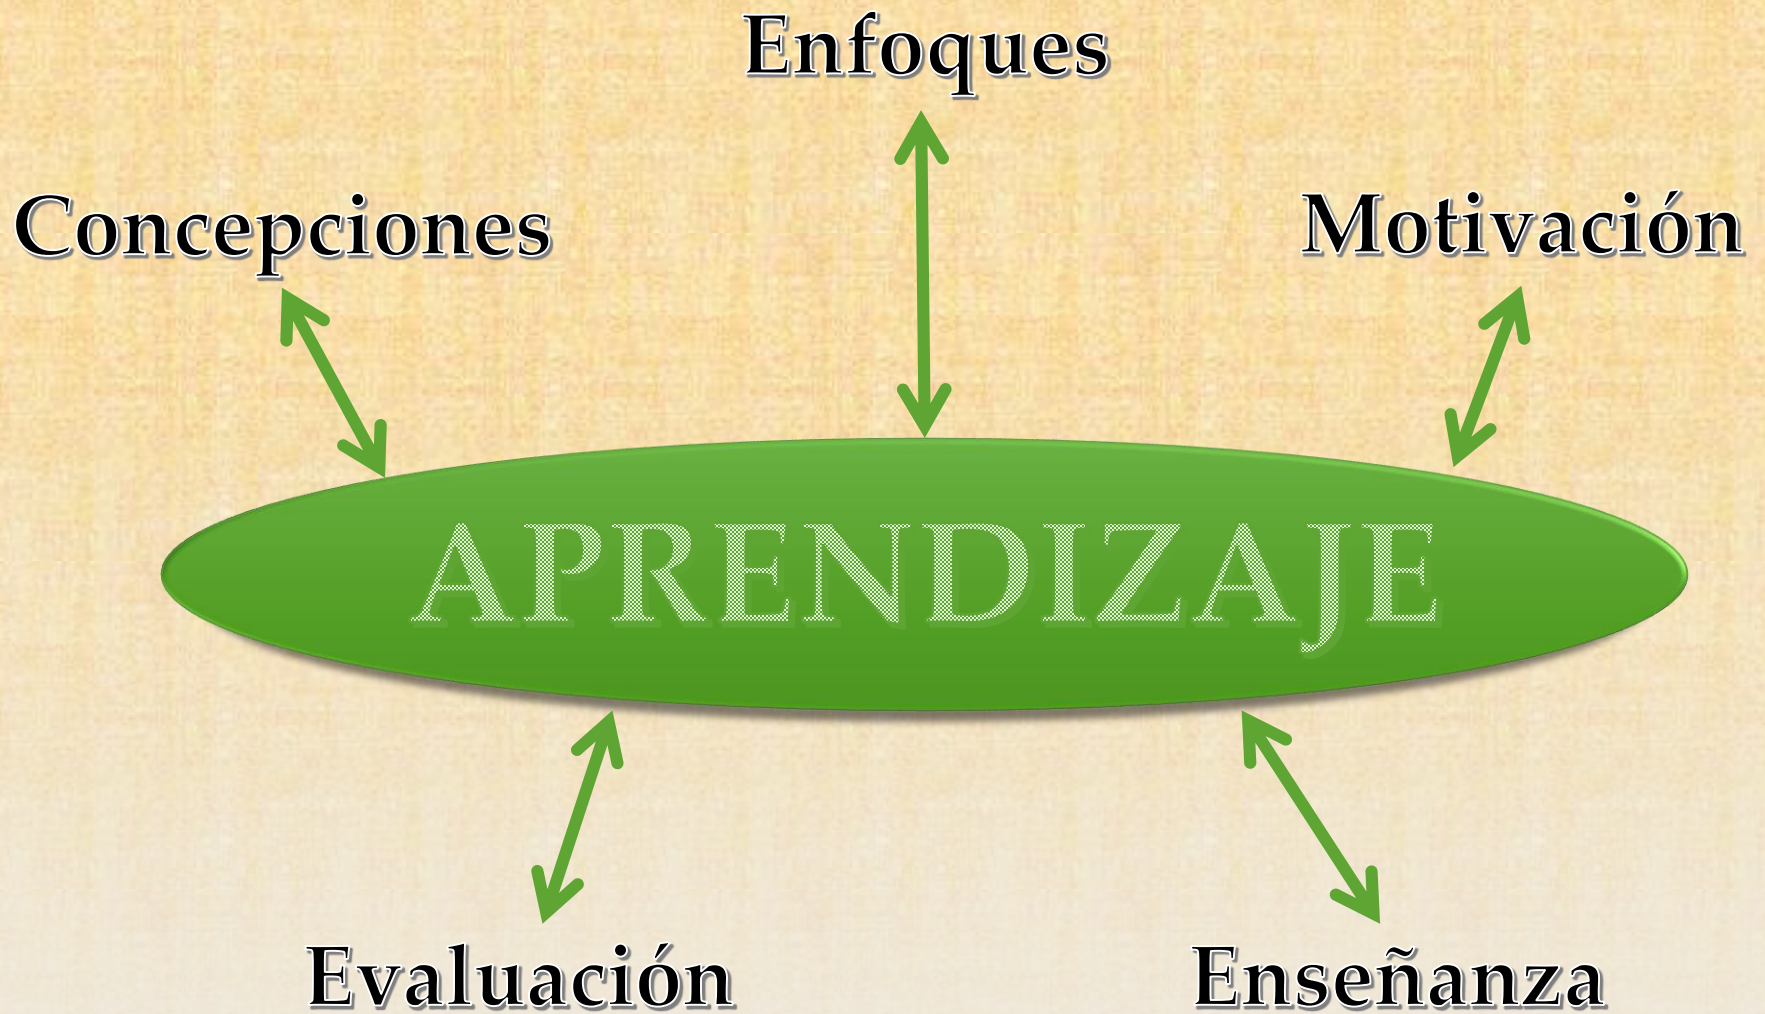 Enfoques
Concepciones
Motivación
APRENDIZAJE
Evaluación
Enseñanza